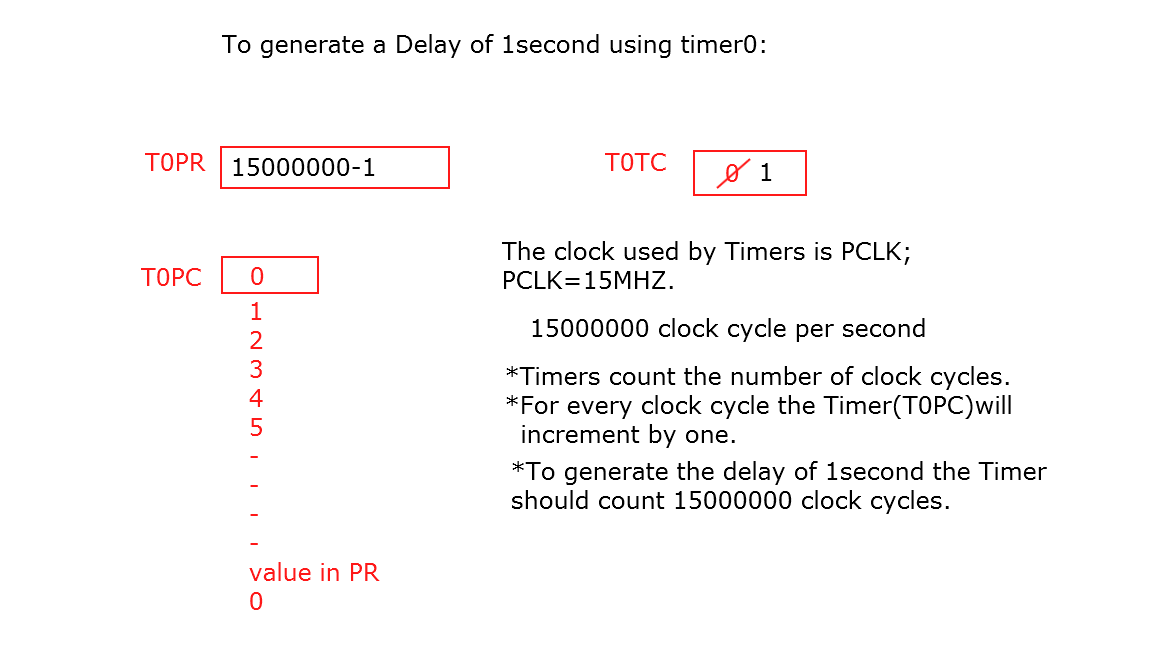 To generate a Delay of 1second using timer0:
T0PR 15000000-1
T0TC 0 1
T0PC 0
1
2
3
4
5
-
-
-
-
value in PR
0
The clock used by Timers is PCLK;
PCLK=15MHZ.
15000000 clock cycle per second
*Timers count the number of clock cycles.
*For every clock cycle the Timer(T0PC)will
increment by one.
*To generate the delay of 1second the Timer
should count 15000000 clock cycles.